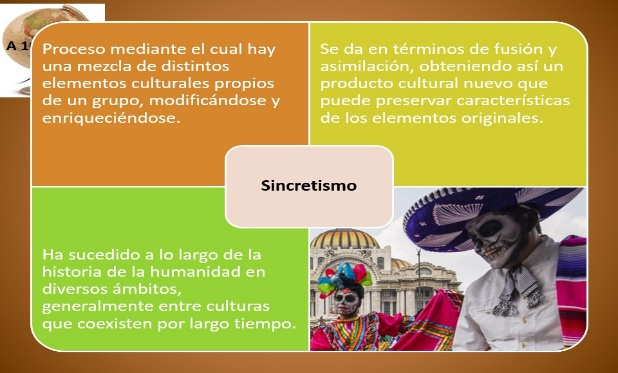 A 1
Proceso mediante el cual hay
una mezcla de distintos
elementos culturales propios
de un grupo, modificándose y
enriqueciéndose.
Se da en términos de fusión y
asimilación, obteniendo así un
producto cultural nuevo que
puede preservar características
de los elementos originales.
Sincretismo
Ha sucedido a lo largo de la
historia de la humanidad en
diversos ámbitos,
generalmente entre culturas
que coexisten por largo tiempo.